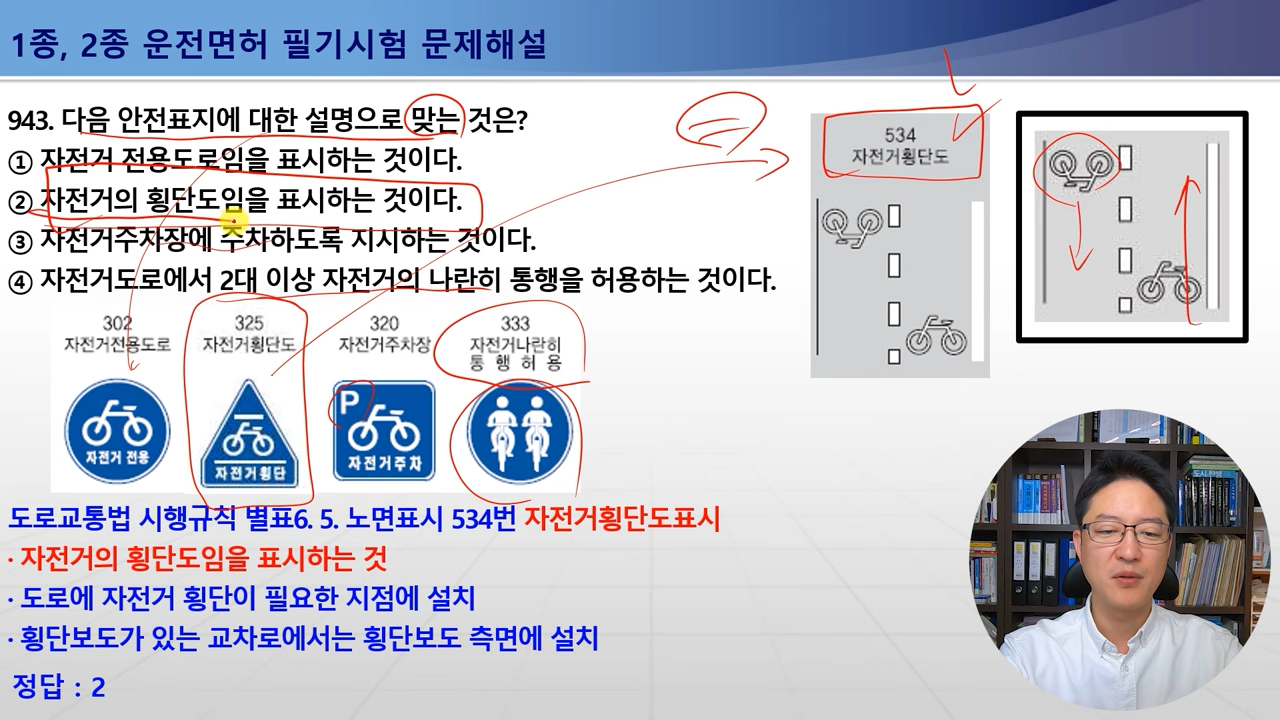 1종, 2종 운전면허 필기시험 문제해설
943. 다음 안전표지에 대한 설명으로 맞는 것은?
① 자전거 전용도로임을 표시하는 것이다.
② 자전거의 횡단도임을 표시하는 것이다.
③ 자전거주차장에 주차하도록 지시하는 것이다.
④ 자전거도로에서 2대 이상 자전거의 나란히 통행을 허용하는 것이다.
534
자전거횡단도
302
자전거전용도로
자전거 전용
325
자전거횡단도
자전거횡단
320
자전거주차장
P
자전거주차
333
자전거나란히
통 행 허 용
도로교통법 시행규칙 별표6. 5. 노면표시 534번 자전거횡단도표시
· 자전거의 횡단도임을 표시하는 것
· 도로에 자전거 횡단이 필요한 지점에 설치
· 횡단보도가 있는 교차로에서는 횡단보도 측면에 설치
정답 : 2